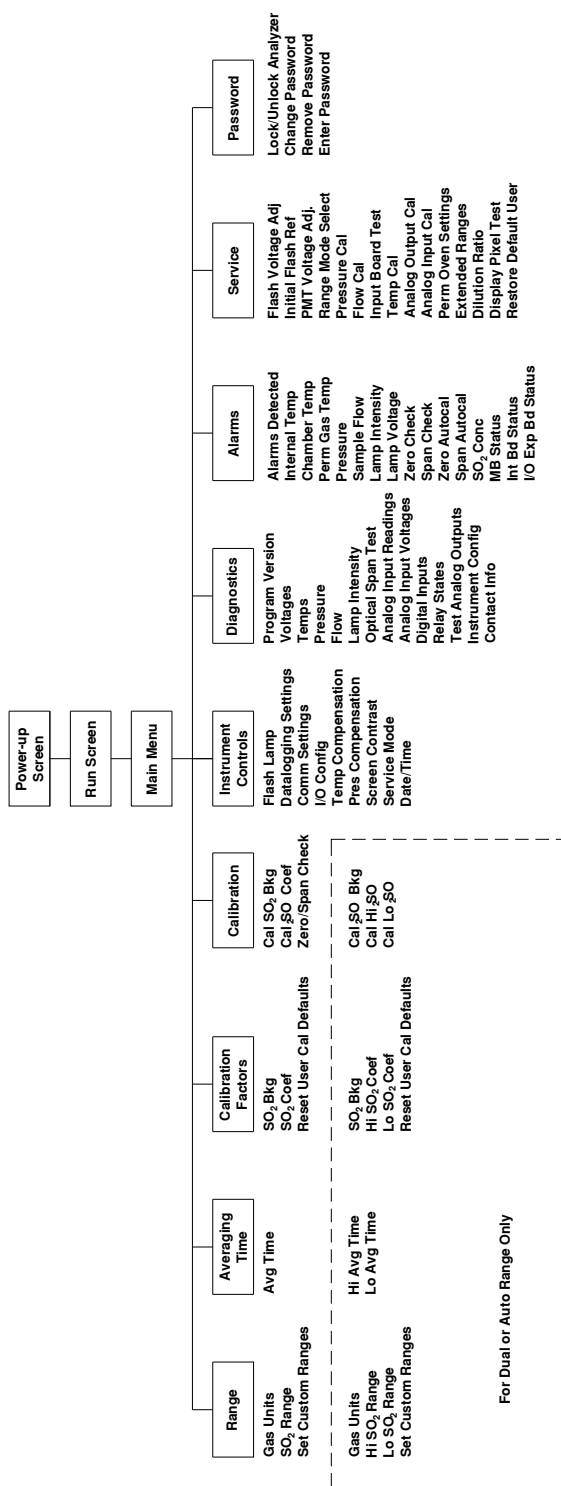 Power-up
Screen
Run Screen
Main Menu
Range
Gas Units
SO₂ Range
Set Custom Ranges
Averaging
Time
Avg Time
Calibration
Factors
SO₂ Bkg
SO₂ Coef
Reset User Cal Defaults
Calibration
Cal SO₂ Bkg
Cal ₂SO Coef
Zero/Span Check
Instrument
Controls
Flash Lamp
Datalogging Settings
Comm Settings
I/O Config
Temp Compensation
Pres Compensation
Screen Contrast
Service Mode
Date/Time
Diagnostics
Program Version
Voltages
Temps
Pressure
Flow
Lamp Intensity
Optical Span Test
Analog Input Readings
Analog Input Voltages
Digital Inputs
Relay States
Test Analog Outputs
Instrument Config
Contact Info
Alarms
Alarms Detected
Internal Temp
Chamber Temp
Perm Gas Temp
Pressure
Sample Flow
Lamp Intensity
Lamp Voltage
Zero Check
Span Check
Zero Autocal
Span Autocal
SO₂ Conc
MB Status
Int Bd Status
I/O Exp Bd Status
Service
Flash Voltage Adj
Initial Flash Ref
PMT Voltage Adj.
Range Mode Select
Pressure Cal
Flow Cal
Input Board Test
Temp Cal
Analog Output Cal
Analog Input Cal
Perm Oven Settings
Extended Ranges
Dilution Ratio
Display Pixel Test
Restore Default User
Password
Lock/Unlock Analyzer
Change Password
Remove Password
Enter Password
Gas Units
Hi SO₂ Range
Lo SO₂ Range
Set Custom Ranges
Hi Avg Time
Lo Avg Time
SO₂ Bkg
Hi SO₂ Coef
Lo SO₂ Coef
Reset User Cal Defaults
Cal ₂SO Bkg
Cal Hi ₂SO
Cal Lo ₂SO
For Dual or Auto Range Only